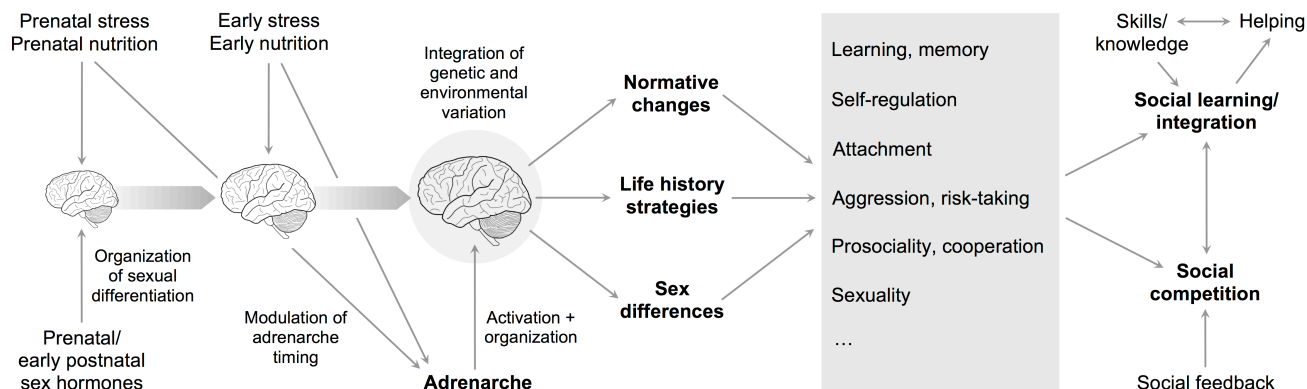 Prenatal stress
Prenatal nutrition
Early stress
Early nutrition
Integration of
genetic and
environmental
variation
Organization
of sexual
differentiation
Prenatal/
early postnatal
sex hormones
Modulation of
adrenarche
timing
Adrenarche
Activation +
organization
Normative
changes
Life history
strategies
Sex
differences
Learning, memory
Self-regulation
Attachment
Aggression, risk-taking
Prosociality, cooperation
Sexuality
…
Skills/
knowledge
Helping
Social learning/
integration
Social
competition
Social feedback